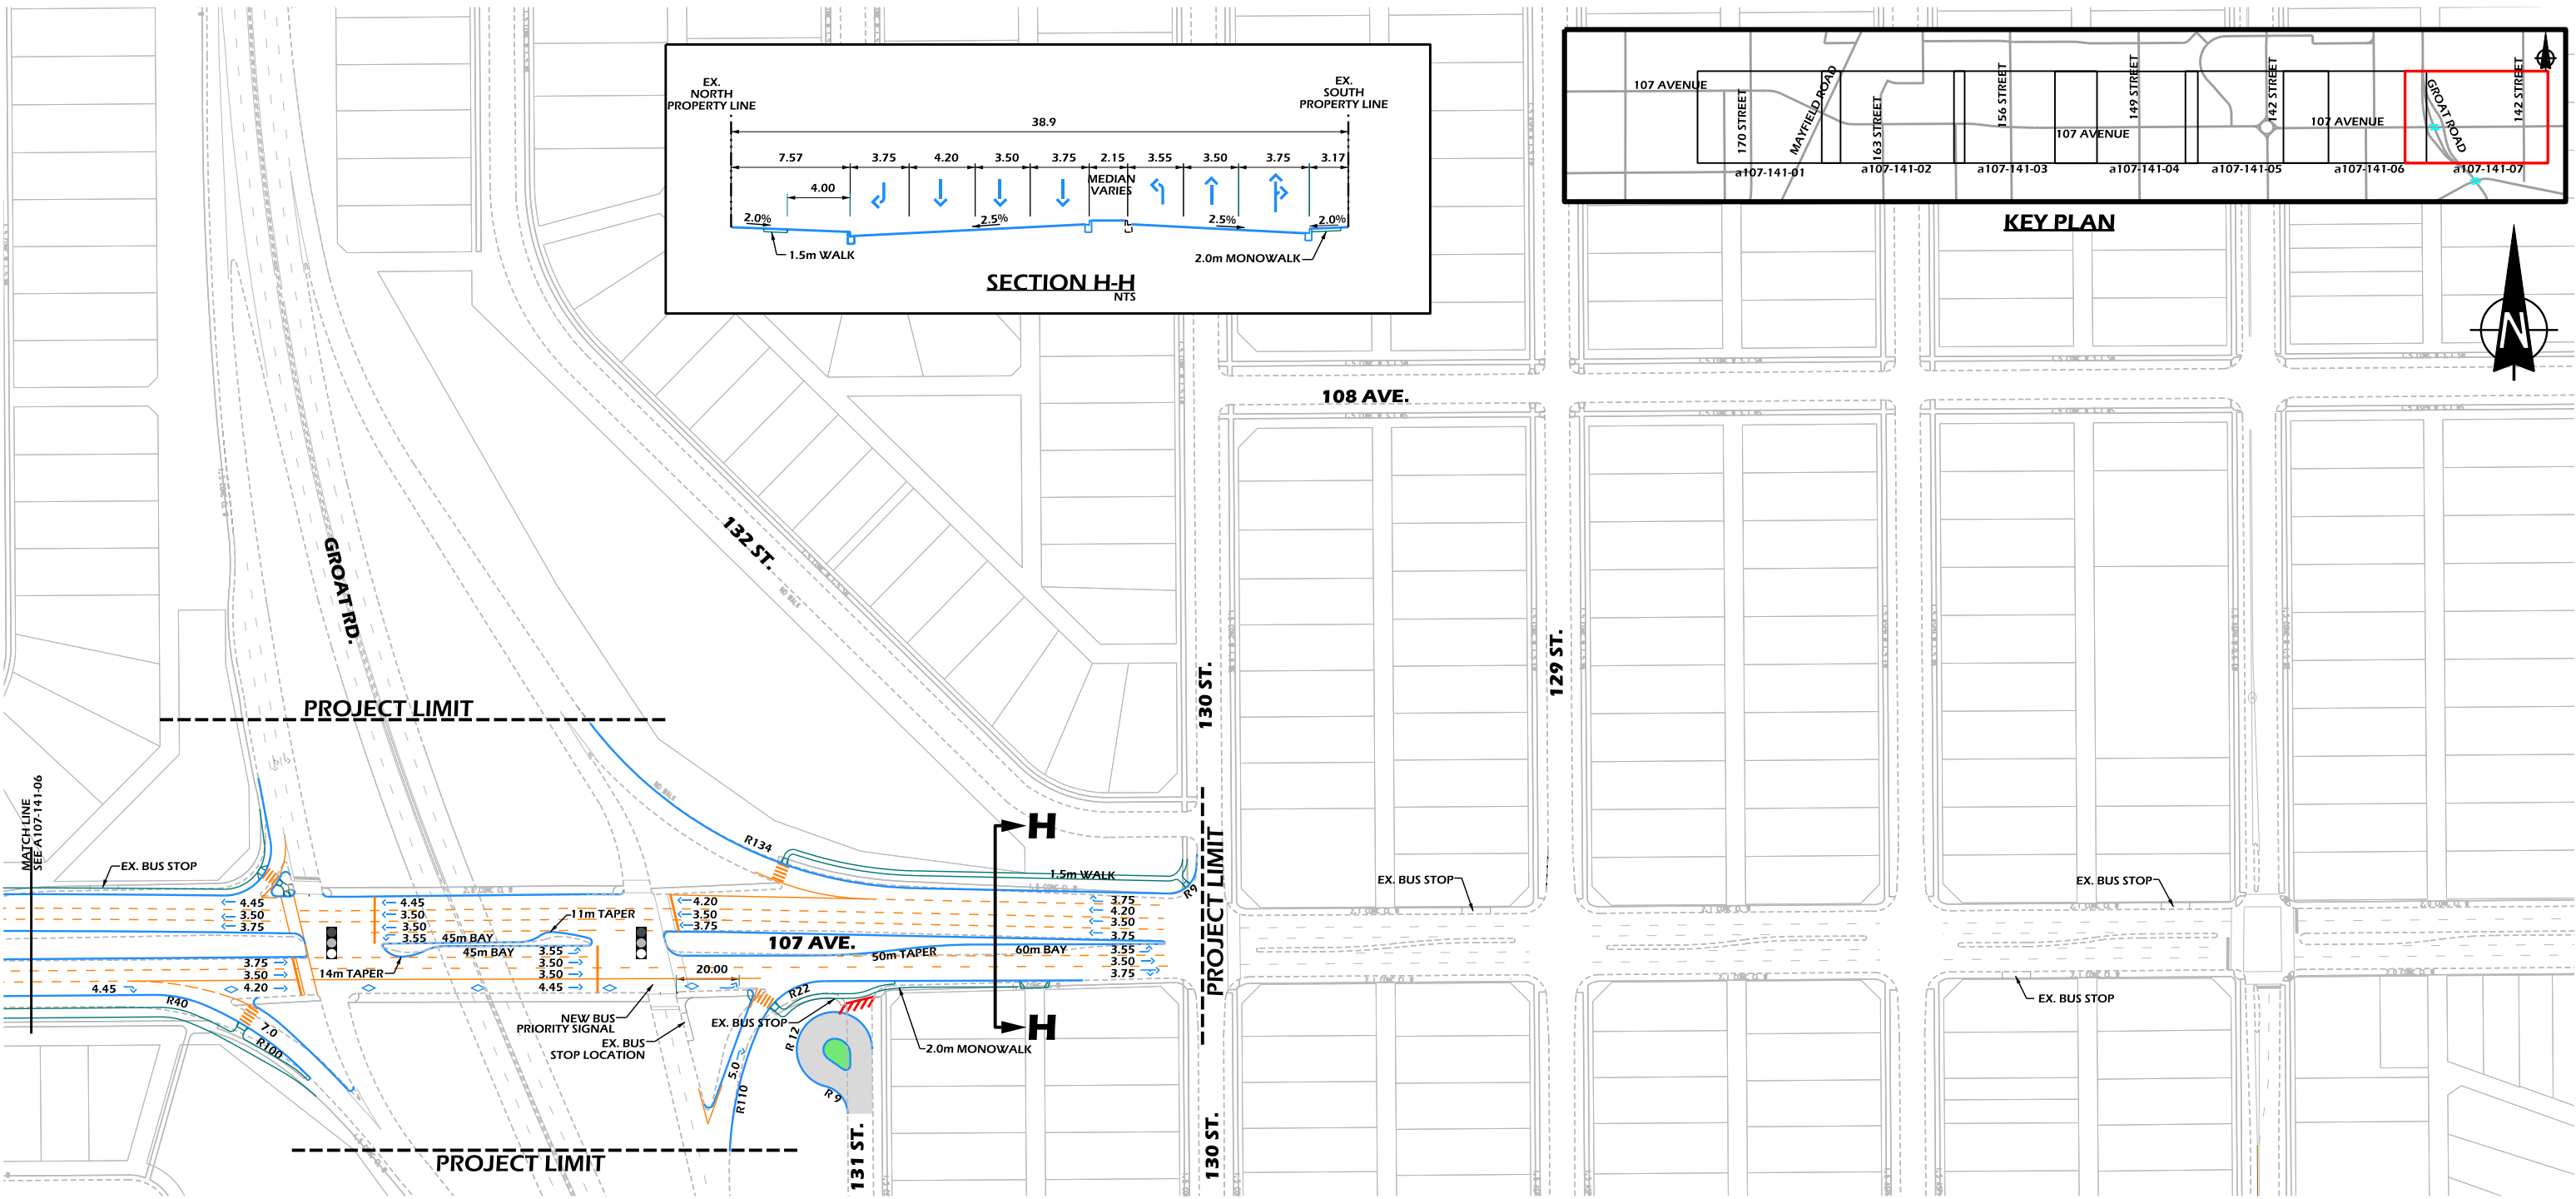 EX.
NORTH
PROPERTY LINE
EX.
SOUTH
PROPERTY LINE
38.9
7.57
3.75
4.20
3.50
3.75
2.15
3.55
3.50
3.75
3.17
4.00
MEDIAN
VARIES
2.0%
2.5%
2.5%
2.0%
1.5m WALK
2.0m MONOWALK
SECTION H-H
NTS
107 AVENUE
170 STREET
MAYFIELD ROAD
163 STREET
156 STREET
107 AVENUE
149 STREET
142 STREET
107 AVENUE
GROAT ROAD
142 STREET
a107-141-01
a107-141-02
a107-141-03
a107-141-04
a107-141-05
a107-141-06
a107-141-07
KEY PLAN
N
108 AVE.
132 ST.
GROAT RD.
130 ST.
129 ST.
PROJECT LIMIT
MATCH LINE
SEE A107-141-06
EX. BUS STOP
NO WALK
NO WALK
R134
H
1.5m WALK
R9
PROJECT LIMIT
EX. BUS STOP
EX. BUS STOP
4.45
3.50
3.75
4.45
3.50
3.50
3.55
11m TAPER
45m BAY
45m BAY
14m TAPER
4.20
3.50
3.75
107 AVE.
50m TAPER
60m BAY
3.75
4.20
3.50
3.75
3.55
3.50
3.75
3.75
3.50
4.20
3.55
3.50
3.50
4.45
4.45
20.00
R40
7.0
R100
NEW BUS
PRIORITY SIGNAL
EX. BUS
STOP LOCATION
R22
EX. BUS STOP
R12
2.0m MONOWALK
H
EX. BUS STOP
5.0
R110
R 9
131 ST.
130 ST.
PROJECT LIMIT